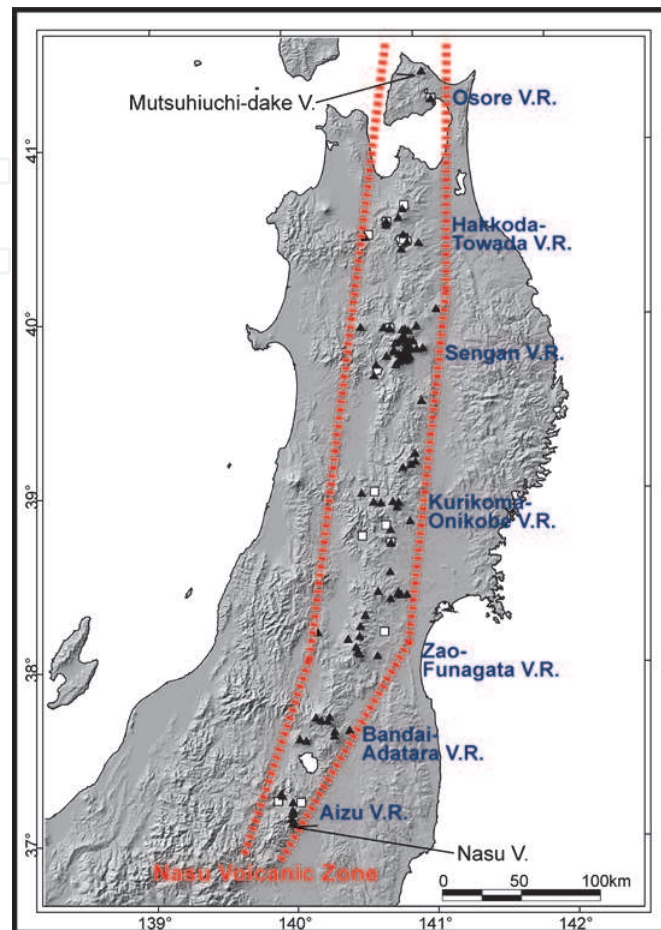 Mutsuhiuchi-dake V.
Osore V.R.
41°
Hakkoda-
Towada V.R.
40°
Sengan V.R.
39°
Kurikoma-
Onikobe V.R.
38°
Zao-
Funagata V.R.
Bandai-
Adatara V.R.
Aizu V.R.
37°
Nasu V.
Nasu Volcanic Zone
0 50 100km
139° 140° 141° 142°